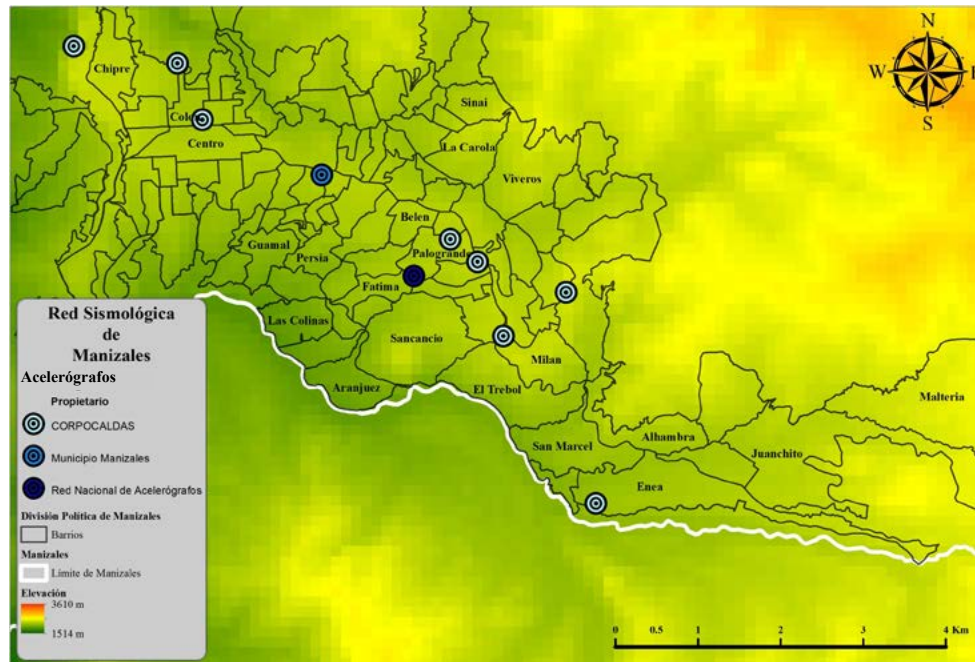 N
W
E
S
Chipre
Centro
Sinai
La Carola
Viveros
Belen
Guamal
Persia
Palogrande
Fatima
Las Colinas
Sancancio
Milan
Aranjuez
El Trebol
Malteria
San Marcel
Alhambra
Juanchito
Enea
Red Sismológica
de
Manizales
Acelerógrafos
Propietario
CORPOCALDAS
Municipio Manizales
Red Nacional de Acelerógrafos
División Política de Manizales
Barrios
Manizales
Límite de Manizales
Elevación
3610 m
1514 m
0 0.5 1 2 3 4 Km